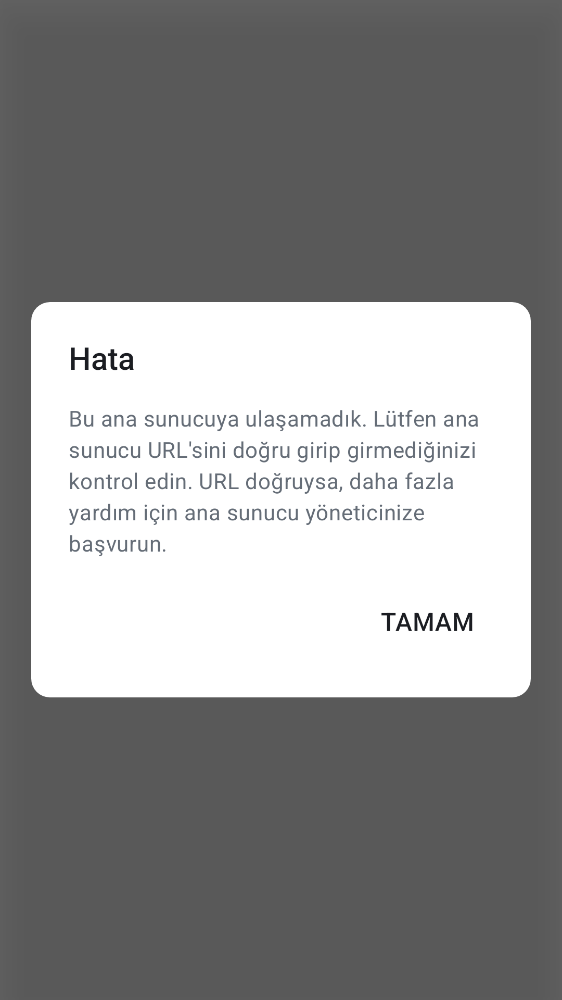 Hata
Bu ana sunucuya ulaşamadık. Lütfen ana
sunucu URL'sini doğru girip girmediğinizi
kontrol edin. URL doğruysa, daha fazla
yardım için ana sunucu yöneticinize
başvurun.
TAMAM